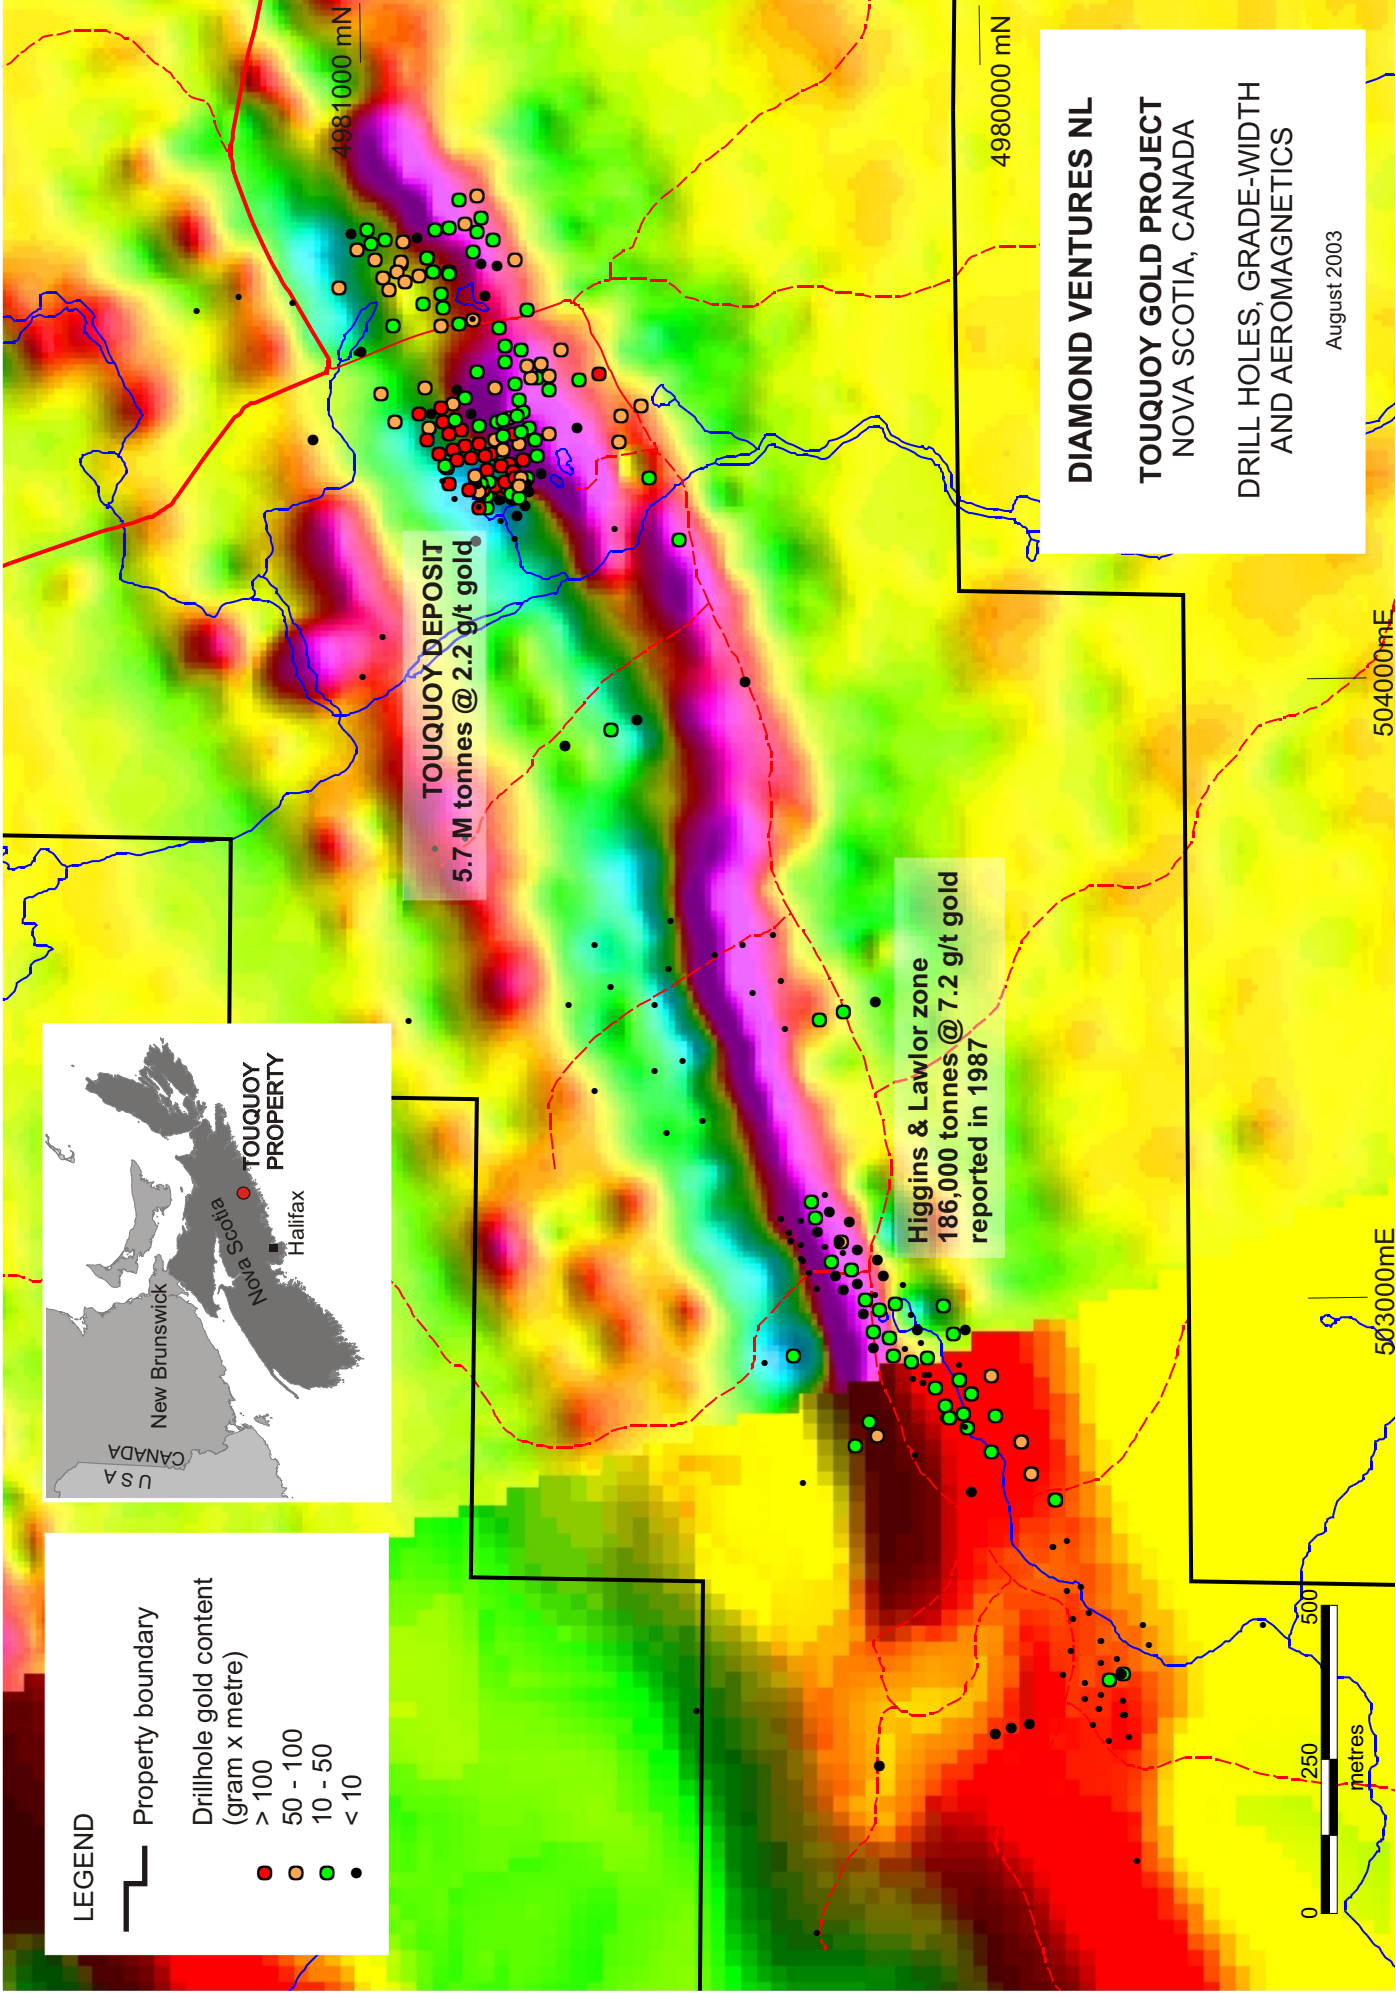 LEGEND
Property boundary
Drillhole gold content
(gram x metre)
> 100
50 - 100
10 - 50
< 10
U S A
CANADA
New Brunswick
Nova Scotia
Halifax
TOUQUOY
PROPERTY
TOUQUOY DEPOSIT
5.7 M tonnes @ 2.2 g/t gold
Higgins & Lawlor zone
186,000 tonnes @ 7.2 g/t gold
reported in 1987
4981000 mN
4980000 mN
503000mE
504000mE
0
250
500
metres
DIAMOND VENTURES NL
TOUQUOY GOLD PROJECT
NOVA SCOTIA, CANADA
DRILL HOLES, GRADE-WIDTH
AND AEROMAGNETICS
August 2003